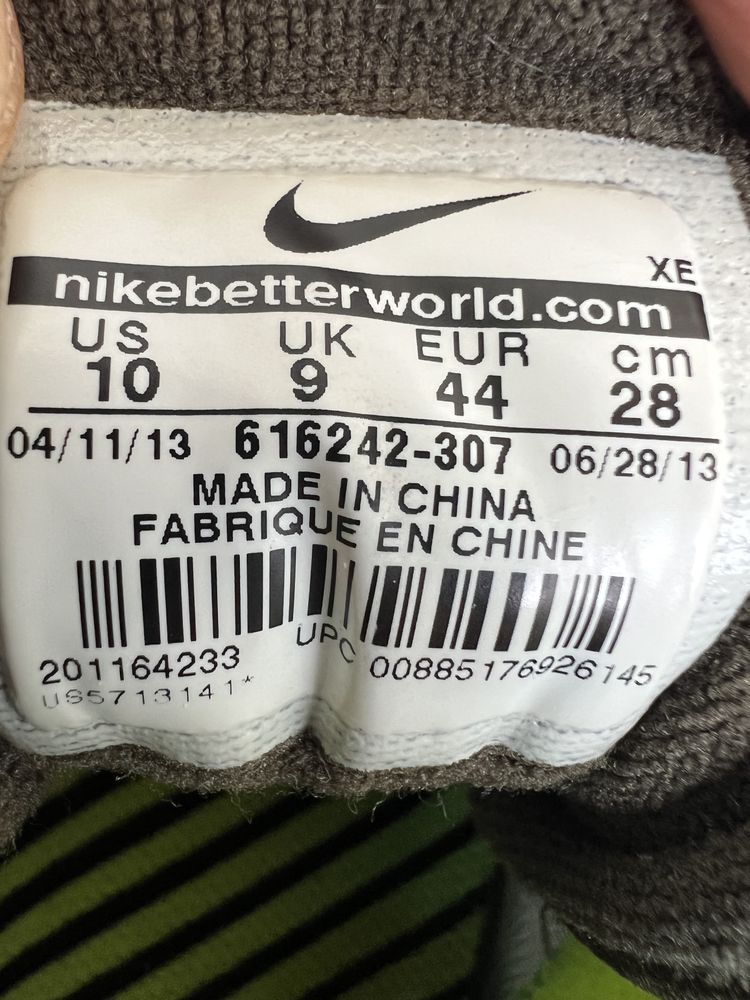 XE
nikebetterworld.com
US UK EUR cm
10 9 44 28
04/11/13 616242-307 06/28/13
MADE IN CHINA
FABRIQUE EN CHINE
UPC
201164233 00885176926145
US5713141*